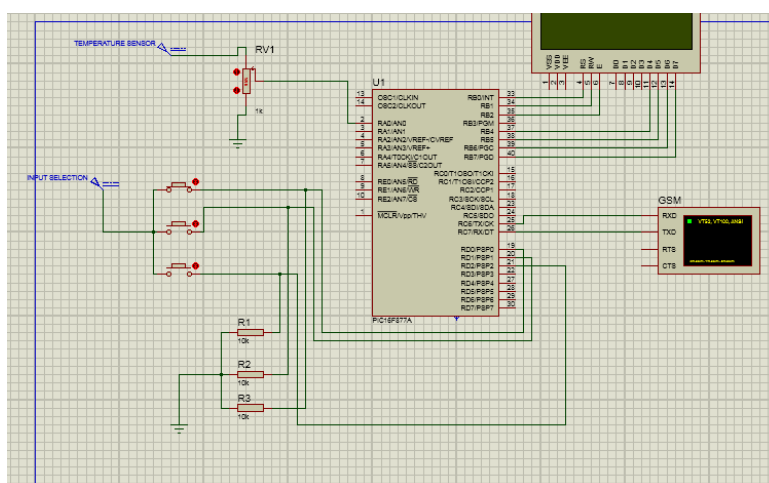 TEMPERATURE SENSOR
RV1
1k
INPUT SELECTION
U1
13 OSC1/CLKIN
14 OSC2/CLKOUT
2 RA0/AN0
3 RA1/AN1
4 RA2/AN2/VREF-/CVREF
5 RA3/AN3/VREF+
6 RA4/T0CKI/C1OUT
7 RA5/AN4/SS/C2OUT
8 RE0/AN5/RD
9 RE1/AN6/WR
10 RE2/AN7/CS
1 MCLR/Vpp/THV
RB0/INT 33
RB1 34
RB2 35
RB3/PGM 36
RB4 37
RB5 38
RB6/PGC 39
RB7/PGD 40
RC0/T1OSO/T1CKI 15
RC1/T1OSI/CCP2 16
RC2/CCP1 17
RC3/SCK/SCL 18
RC4/SDI/SDA 23
RC5/SDO 24
RC6/TX/CK 25
RC7/RX/DT 26
RD0/PSP0 19
RD1/PSP1 20
RD2/PSP2 21
RD3/PSP3 22
RD4/PSP4 27
RD5/PSP5 28
RD6/PSP6 29
RD7/PSP7 30
PIC16F877A
VSS VDD VEE RS RW E D0 D1 D2 D3 D4 D5 D6 D7
1 2 3 4 5 6 7 8 9 10 11 12 13 14
GSM
RXD
TXD
RTS
CTS
VT52, VT100, ANSI
R1
10k
R2
10k
R3
10k